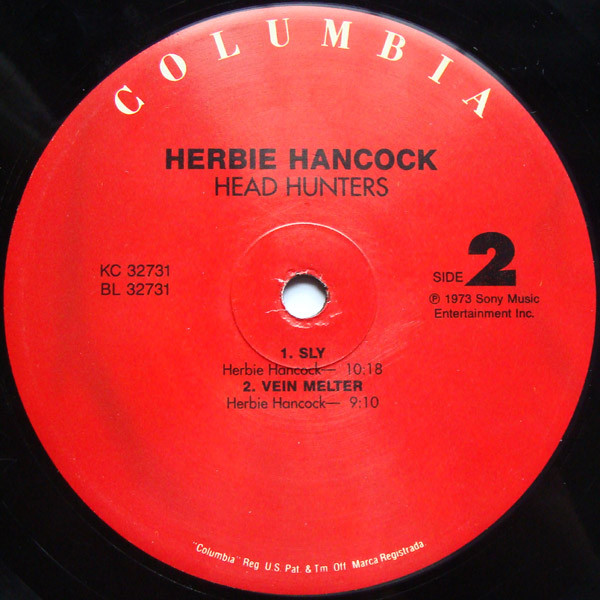 COLUMBIA
HERBIE HANCOCK
HEAD HUNTERS
KC 32731
BL 32731
SIDE 2
℗ 1973 Sony Music
Entertainment Inc.
1. SLY
Herbie Hancock— 10:18
2. VEIN MELTER
Herbie Hancock— 9:10
"Columbia" Reg. U.S. Pat. & Tm. Off. Marca Registrada.